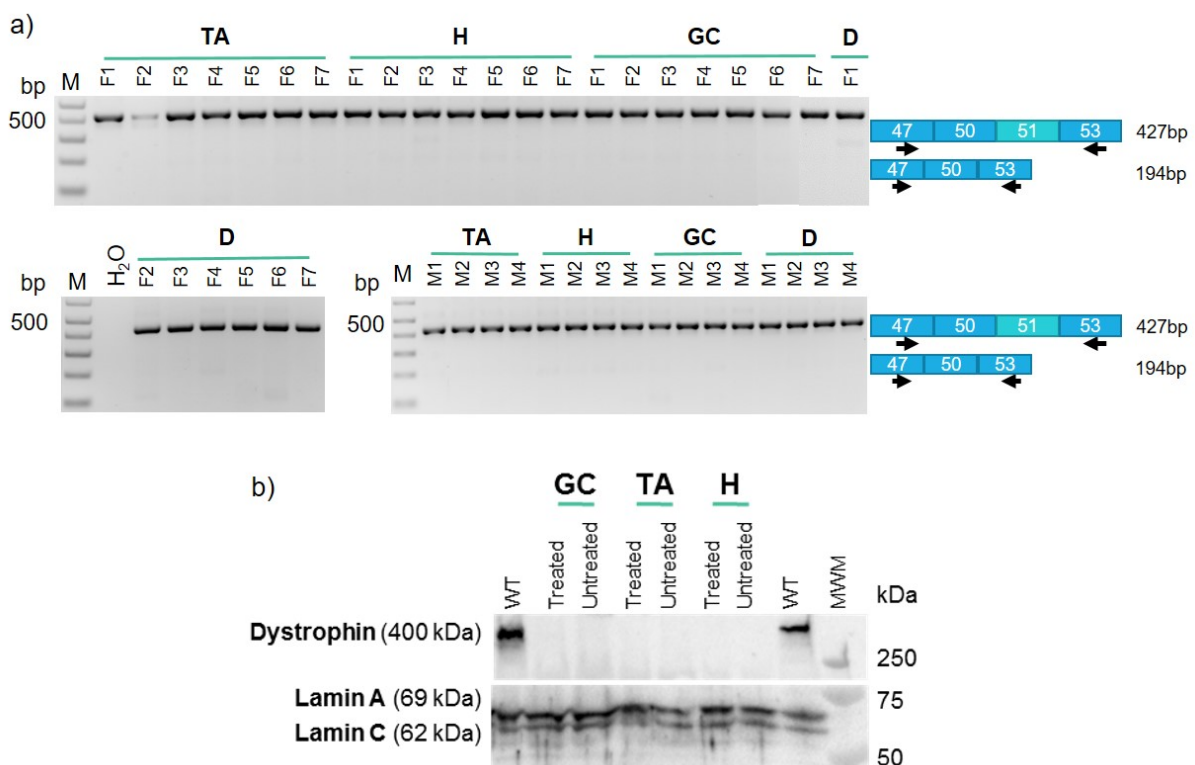 a)
TA H GC D
bp M F1 F2 F3 F4 F5 F6 F7 F1 F2 F3 F4 F5 F6 F7 F1 F2 F3 F4 F5 F6 F7 F1
500
47 50 51 53 427bp
47 50 53 194bp
D
bp M H₂O F2 F3 F4 F5 F6 F7
500
TA H GC D
bp M M1 M2 M3 M4 M1 M2 M3 M4 M1 M2 M3 M4 M1 M2 M3 M4
500
47 50 51 53 427bp
47 50 53 194bp
b)
GC TA H
WT Treated Untreated Treated Untreated Treated Untreated WT MWM kDa
Dystrophin (400 kDa)
250
Lamin A (69 kDa) 75
Lamin C (62 kDa)
50